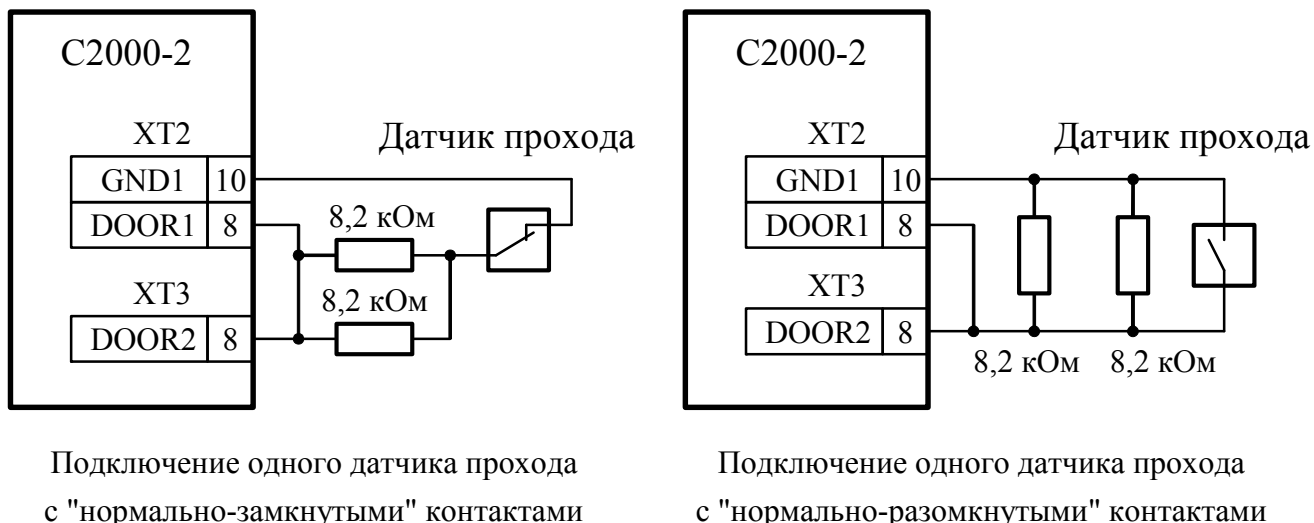 С2000-2
XT2
Датчик прохода
GND1 10
8,2 кОм
DOOR1 8
XT3
8,2 кОм
DOOR2 8
Подключение одного датчика прохода
с "нормально-замкнутыми" контактами
С2000-2
XT2
Датчик прохода
GND1 10
DOOR1 8
XT3
DOOR2 8
8,2 кОм 8,2 кОм
Подключение одного датчика прохода
с "нормально-разомкнутыми" контактами